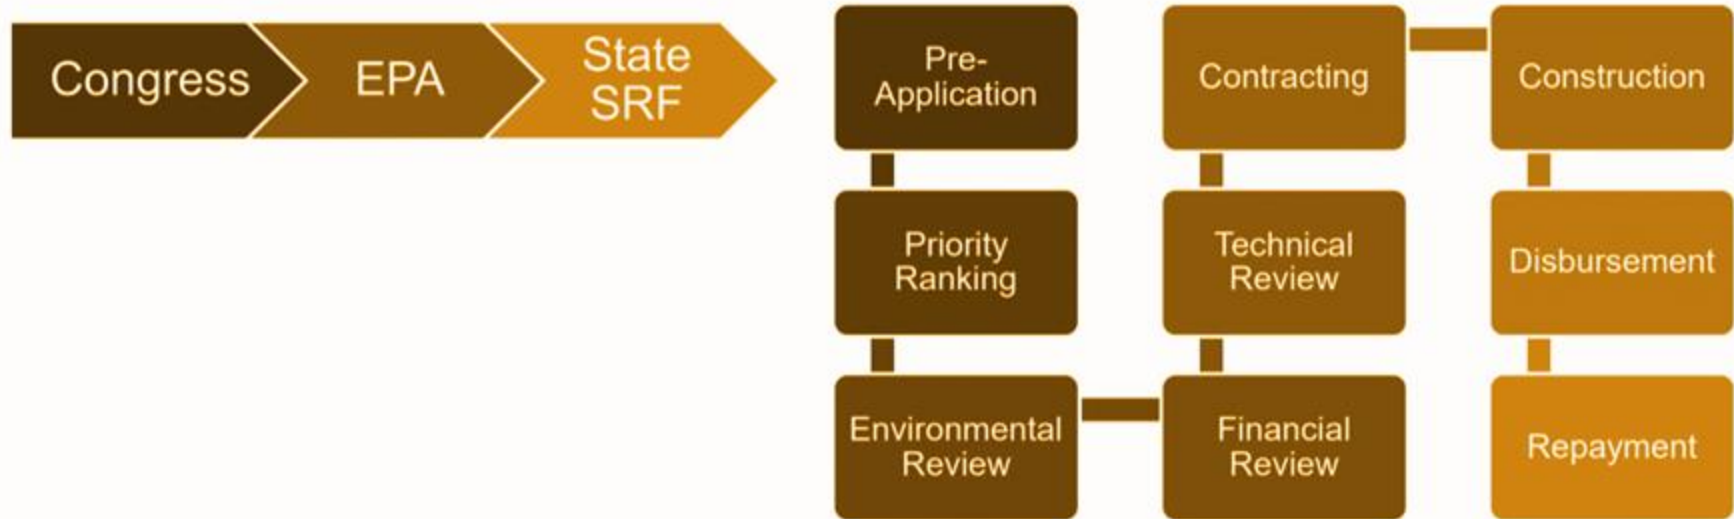 Congress
EPA
State
SRF
Pre-
Application
Priority
Ranking
Environmental
Review
Financial
Review
Technical
Review
Contracting
Construction
Disbursement
Repayment